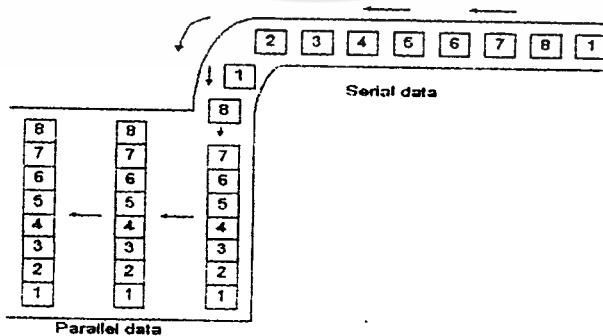 2 3 4 5 6 7 8 1
1
Serial data
8
8 8
7 7 7
6 6 6
5 5 5
4 4 4
3 3 3
2 2 2
1 1 1
Parallel data